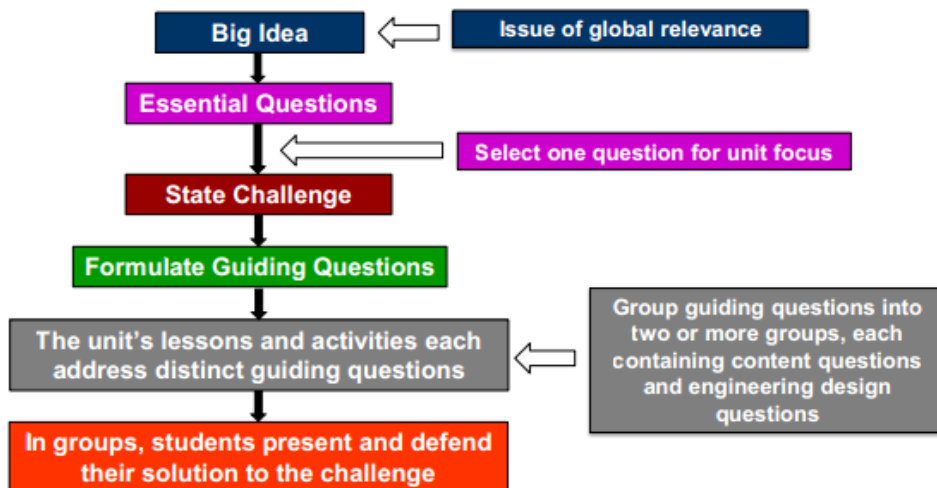 Big Idea
Issue of global relevance
Essential Questions
Select one question for unit focus
State Challenge
Formulate Guiding Questions
The unit's lessons and activities each
address distinct guiding questions
Group guiding questions into
two or more groups, each
containing content questions
and engineering design
questions
In groups, students present and defend
their solution to the challenge